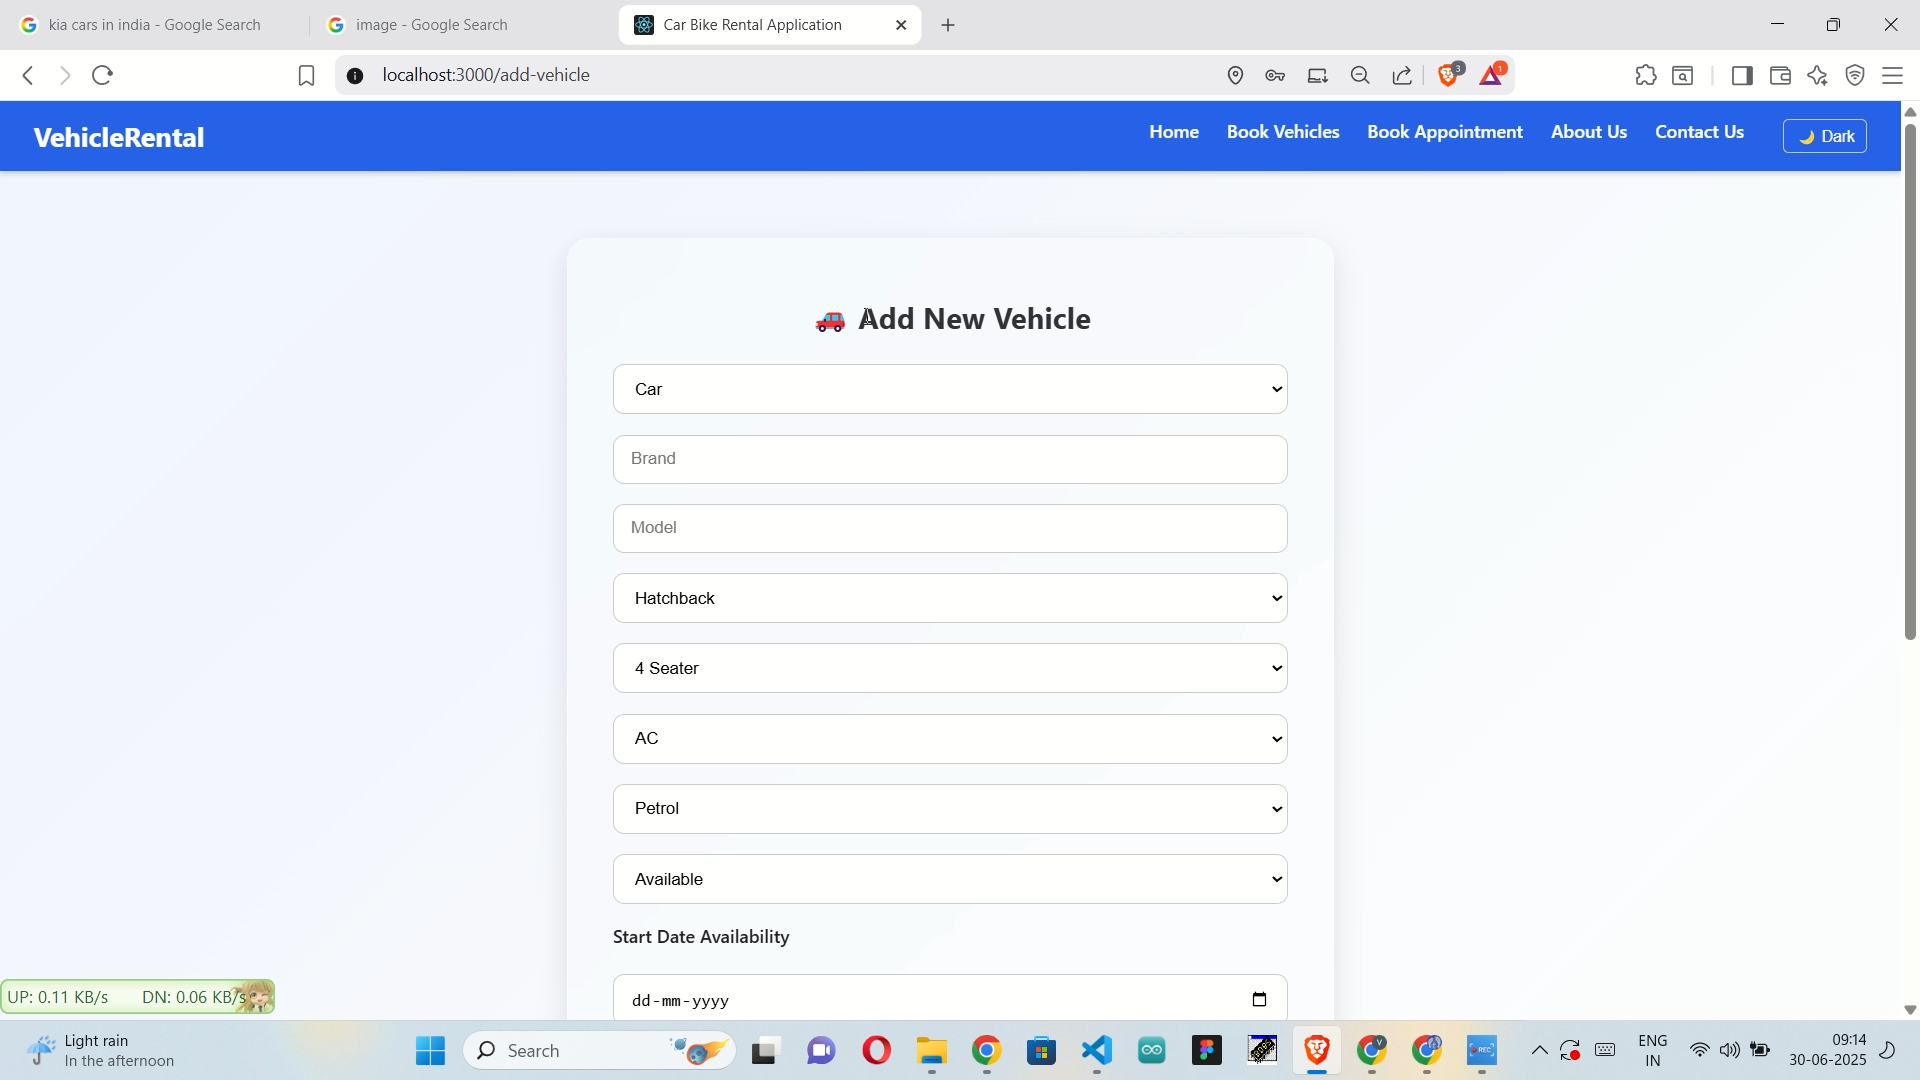 kia cars in india - Google Search
image - Google Search
Car Bike Rental Application
localhost:3000/add-vehicle
3
1
VehicleRental
Home
Book Vehicles
Book Appointment
About Us
Contact Us
🌙 Dark
🚗 Add New Vehicle
Car
Brand
Model
Hatchback
4 Seater
AC
Petrol
Available
Start Date Availability
dd-mm-yyyy
UP: 0.11 KB/s DN: 0.06 KB/s
Light rain
In the afternoon
Search
V
REC
ENG
IN
09:14
30-06-2025